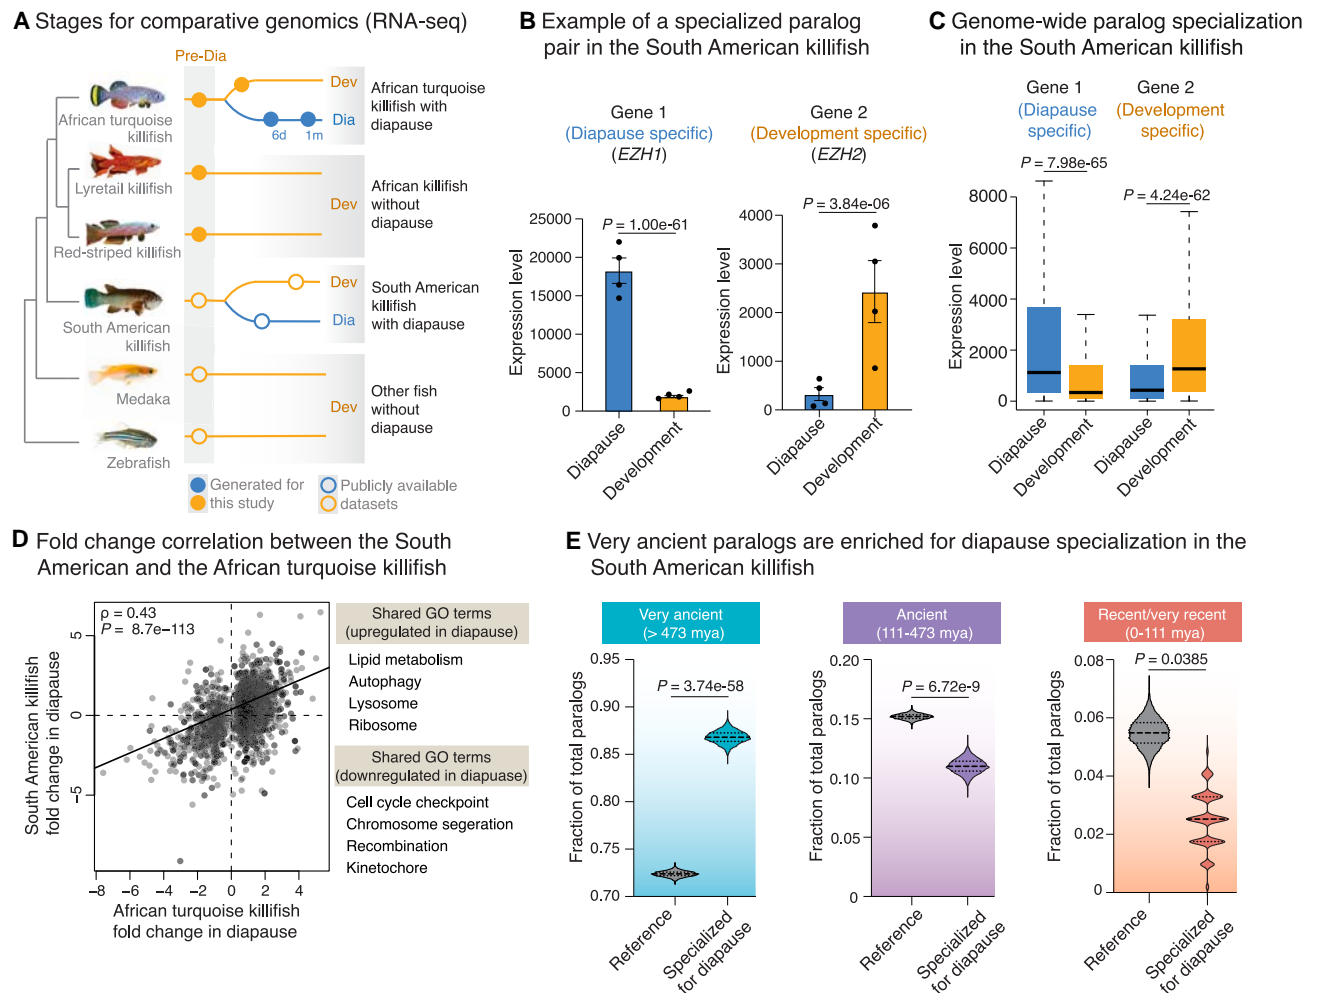 A Stages for comparative genomics (RNA-seq)
Pre-Dia
African turquoise
killifish
Lyretail killifish
Red-striped killifish
South American
killifish
Medaka
Zebrafish
Dev
Dia
6d
1m
African turquoise
killifish with
diapause
Dev
African killifish
without
diapause
Dev
Dia
South American
killifish
with diapause
Dev
Other fish
without
diapause
Generated for
this study
Publicly available
datasets
B Example of a specialized paralog
pair in the South American killifish
Gene 1
(Diapause specific)
(EZH1)
P = 1.00e-61
Expression level
25000
20000
15000
10000
5000
0
Diapause
Development
Gene 2
(Development specific)
(EZH2)
P = 3.84e-06
Expression level
4000
3000
2000
1000
0
Diapause
Development
C Genome-wide paralog specialization
in the South American killifish
Gene 1
(Diapause
specific)
Gene 2
(Development
specific)
P = 7.98e-65
P = 4.24e-62
Expression level
8000
6000
4000
2000
0
Diapause
Development
Diapause
Development
D Fold change correlation between the South
American and the African turquoise killifish
ρ = 0.43
P = 8.7e−113
South American killifish
fold change in diapause
5
0
−5
−8 −6 −4 −2 0 2 4
African turquoise killifish
fold change in diapause
Shared GO terms
(upregulated in diapause)
Lipid metabolism
Autophagy
Lysosome
Ribosome
Shared GO terms
(downregulated in diapuase)
Cell cycle checkpoint
Chromosome segeration
Recombination
Kinetochore
E Very ancient paralogs are enriched for diapause specialization in the
South American killifish
Very ancient
(> 473 mya)
P = 3.74e-58
Fraction of total paralogs
0.95
0.90
0.85
0.80
0.75
0.70
Reference
Specialized
for diapause
Ancient
(111-473 mya)
P = 6.72e-9
Fraction of total paralogs
0.20
0.15
0.10
0.05
0
Reference
Specialized
for diapause
Recent/very recent
(0-111 mya)
P = 0.0385
Fraction of total paralogs
0.08
0.06
0.04
0.02
0
Reference
Specialized
for diapause